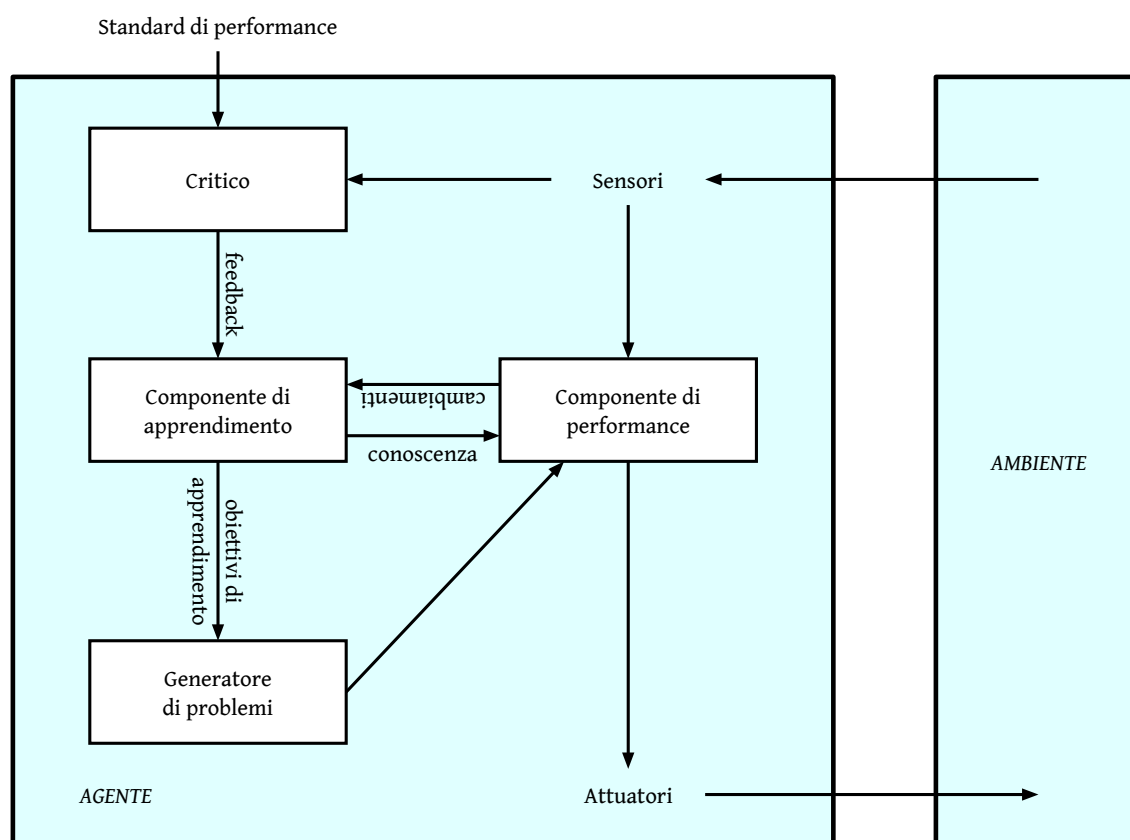 Standard di performance
Critico
Sensori
feedback
Componente di
apprendimento
cambiamenti
conoscenza
Componente di
performance
AMBIENTE
obiettivi di
apprendimento
Generatore
di problemi
AGENTE
Attuatori